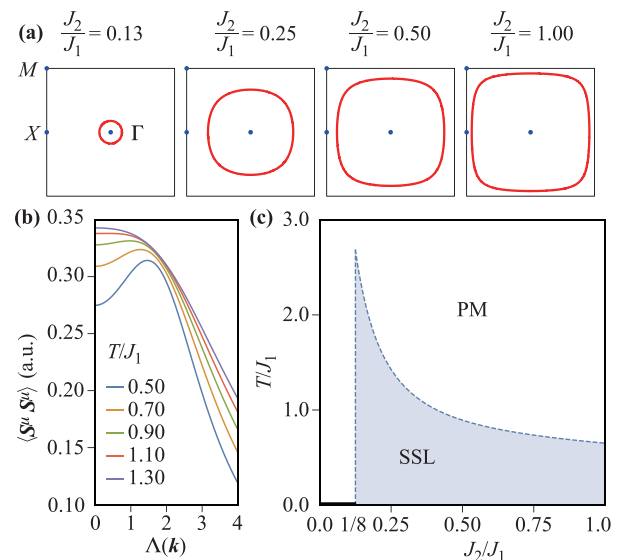 (a) J₂/J₁ = 0.13 J₂/J₁ = 0.25 J₂/J₁ = 0.50 J₂/J₁ = 1.00
M
X Γ
(b) (c)
0.35
0.30
0.25
0.20
0.15
0.10
⟨Sᵘ Sᵘ⟩ (a.u.)
T/J₁
0.50
0.70
0.90
1.10
1.30
0 1 2 3 4
Λ(k)
3.0
2.0
1.0
0.0
T/J₁
PM
SSL
0.0 1/8 0.25 0.5 0.75 1.0
J₂/J₁